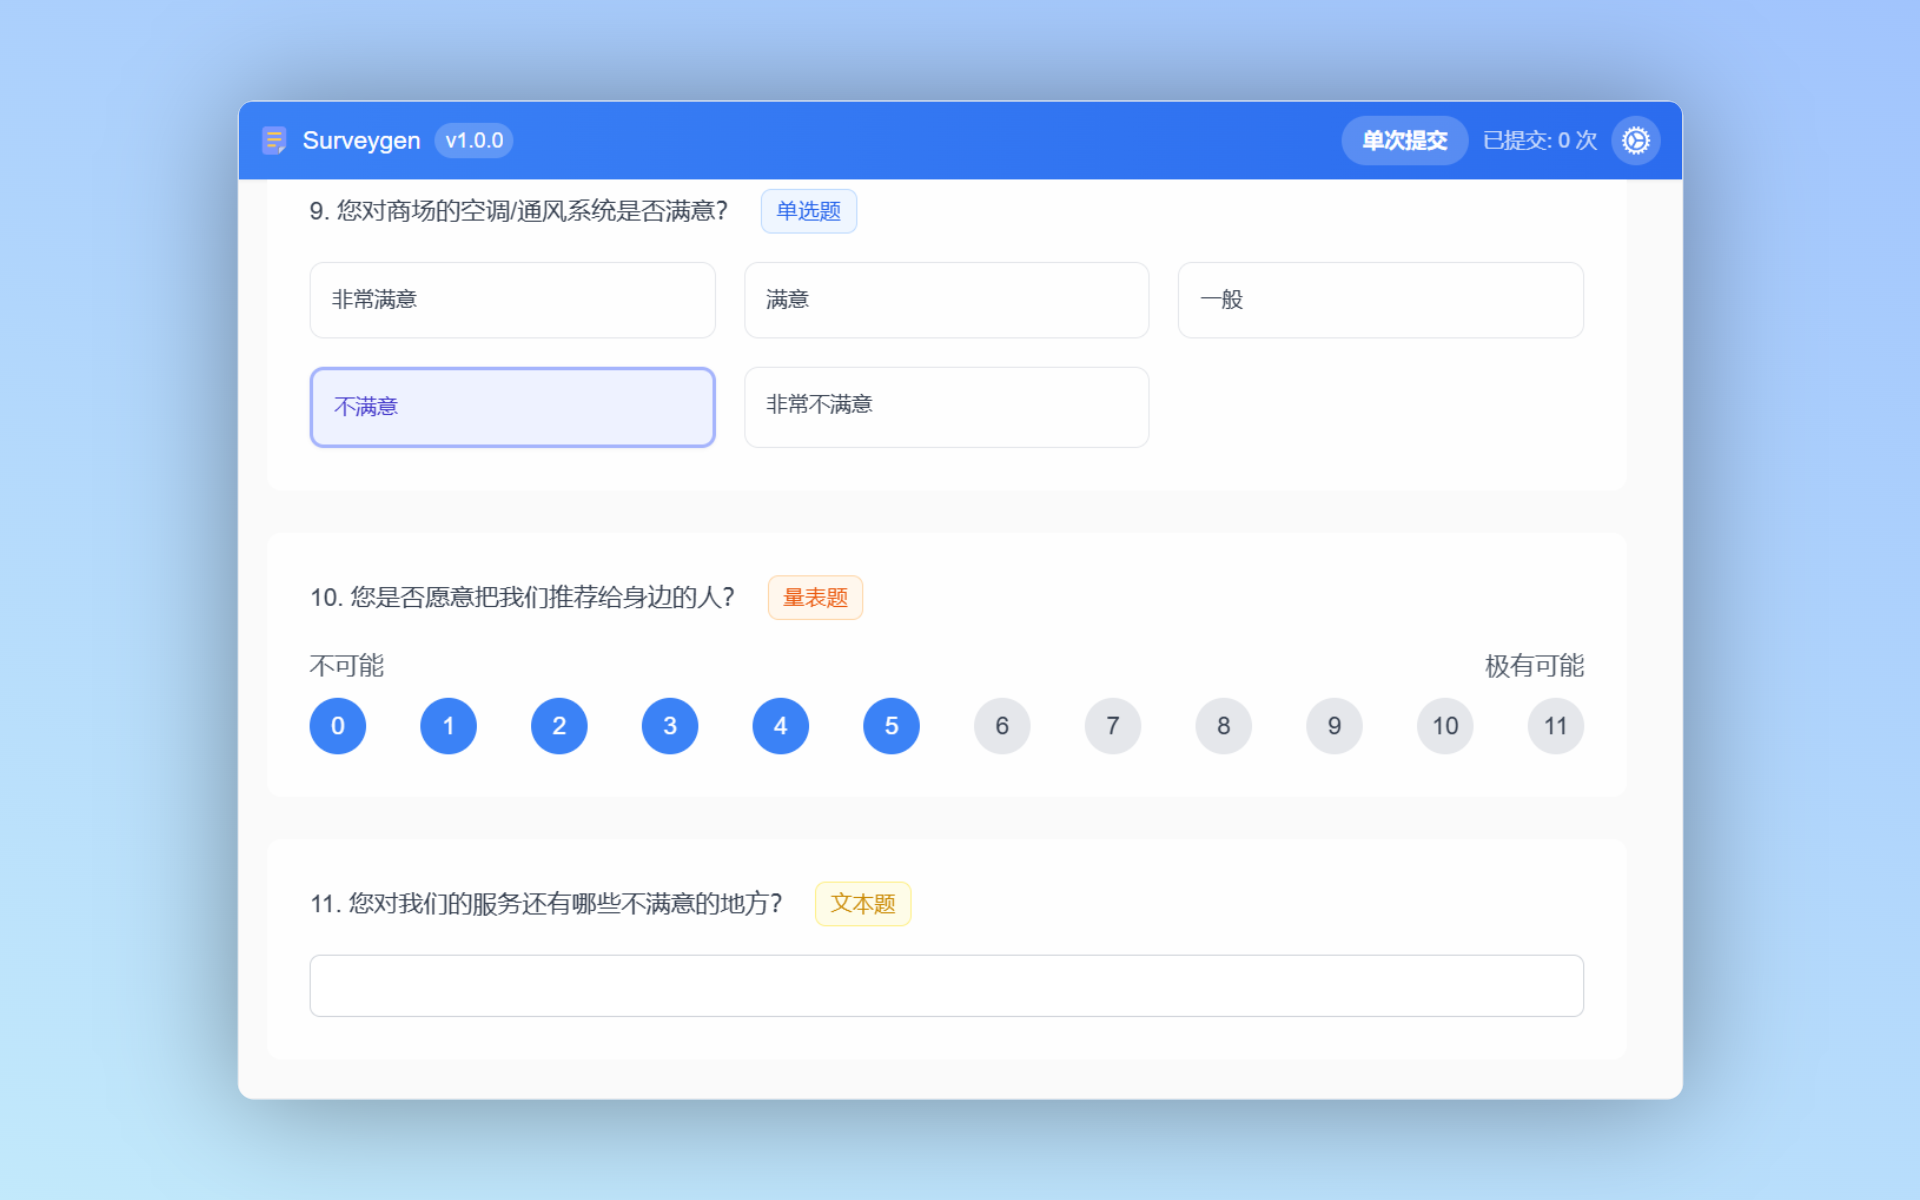 Surveygen v1.0.0 单次提交 已提交: 0 次
9. 您对商场的空调/通风系统是否满意? 单选题
非常满意 满意 一般
不满意 非常不满意
10. 您是否愿意把我们推荐给身边的人? 量表题
不可能 极有可能
0 1 2 3 4 5 6 7 8 9 10 11
11. 您对我们的服务还有哪些不满意的地方? 文本题